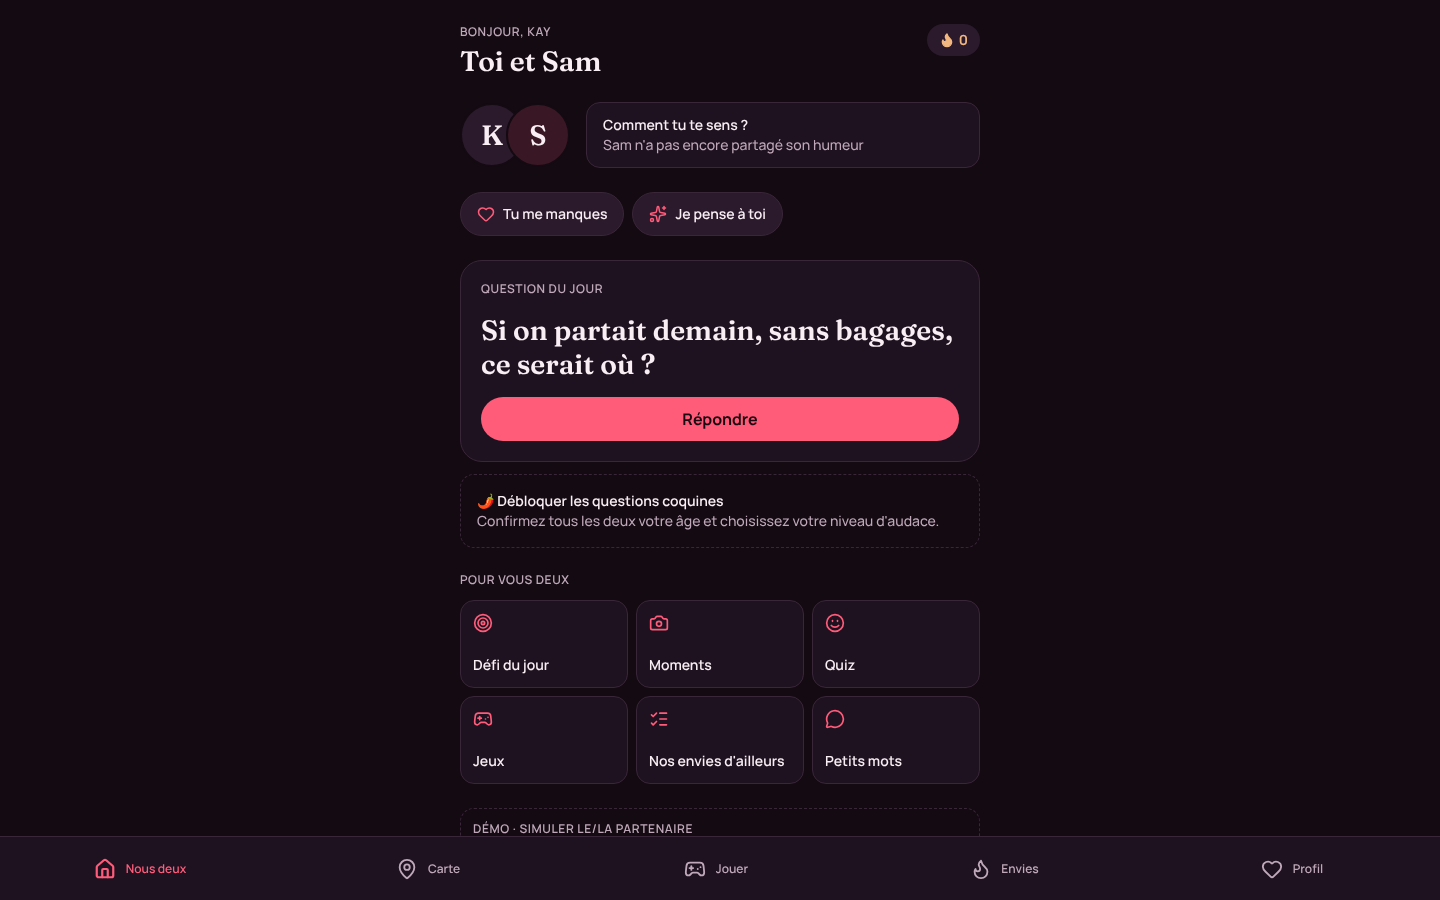 BONJOUR, KAY
Toi et Sam
0
K
S
Comment tu te sens ?
Sam n'a pas encore partagé son humeur
Tu me manques
Je pense à toi
QUESTION DU JOUR
Si on partait demain, sans bagages,
ce serait où ?
Répondre
🌶️ Débloquer les questions coquines
Confirmez tous les deux votre âge et choisissez votre niveau d'audace.
POUR VOUS DEUX
Défi du jour
Moments
Quiz
Jeux
Nos envies d'ailleurs
Petits mots
DÉMO · SIMULER LE/LA PARTENAIRE
Nous deux
Carte
Jouer
Envies
Profil